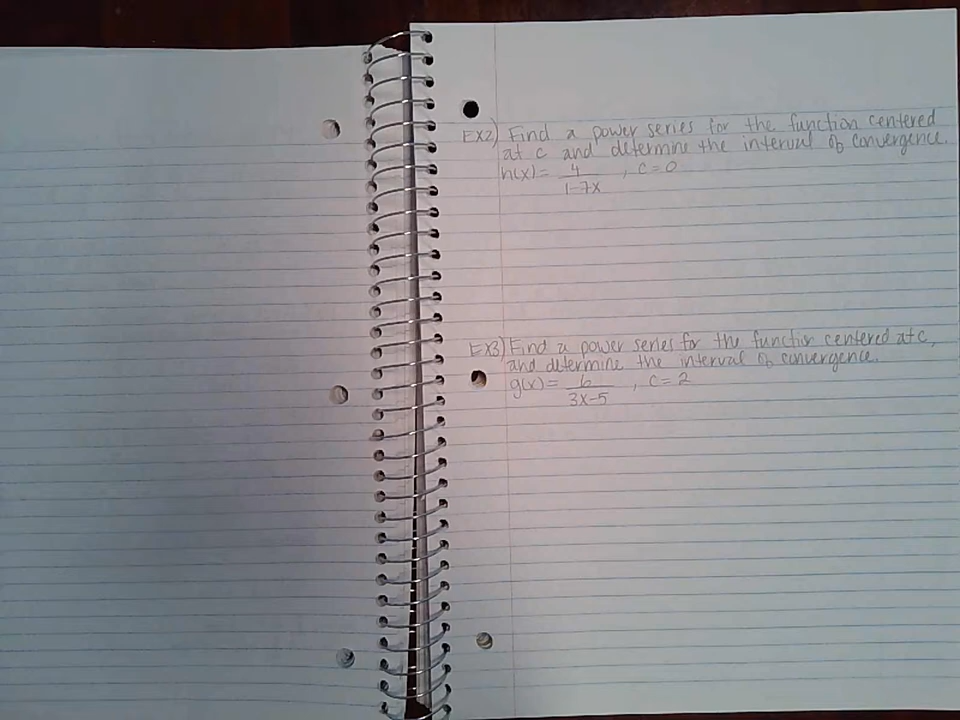 EX2) Find a power series for the function centered
at c and determine the interval of convergence.
h(x) = 4/(1-7x), c = 0
EX3) Find a power series for the function centered at c,
and determine the interval of convergence.
g(x) = 6/(3x-5), c = 2